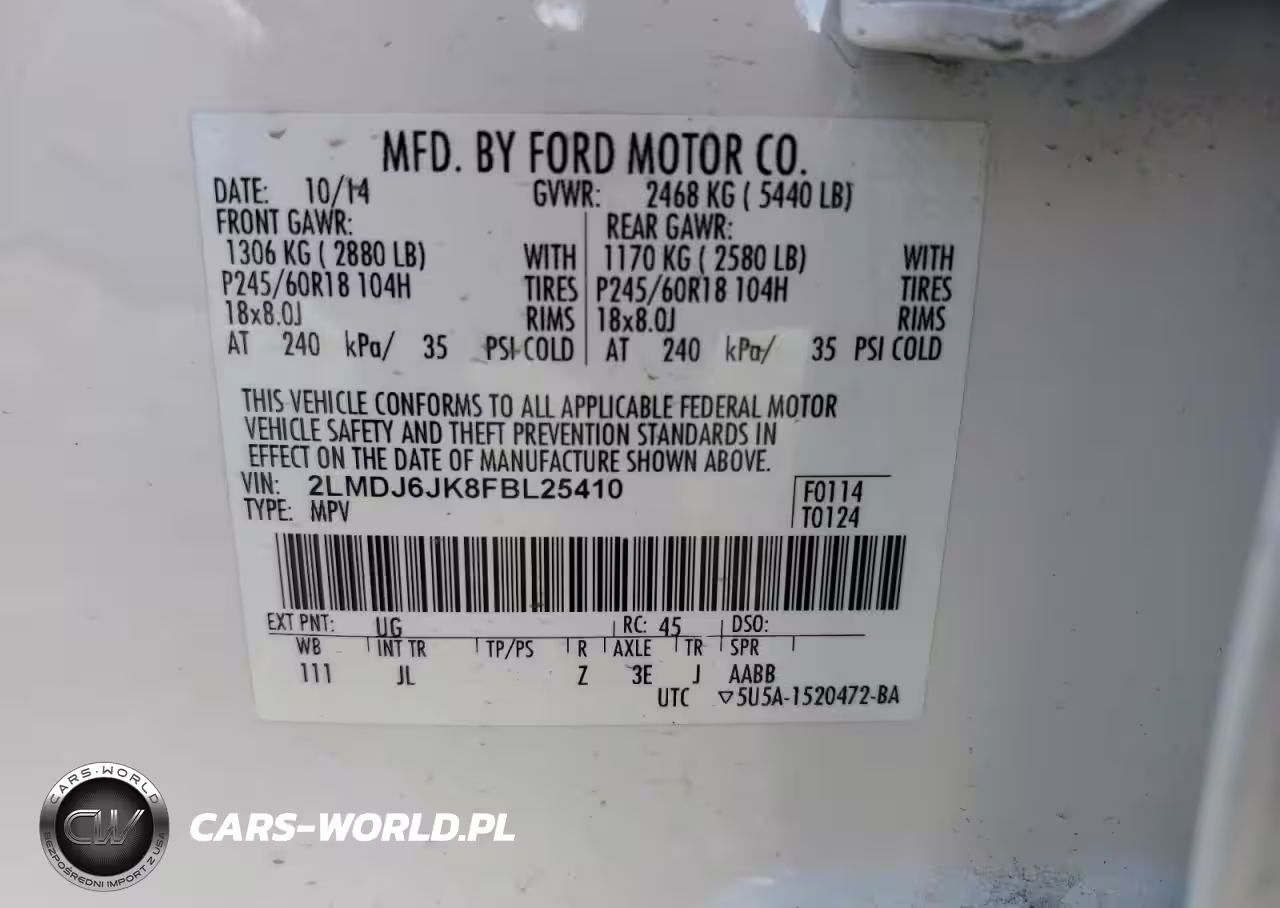 MFD. BY FORD MOTOR CO.
DATE: 10/14 GVWR: 2468 KG ( 5440 LB)
FRONT GAWR: REAR GAWR:
1306 KG ( 2880 LB) WITH 1170 KG ( 2580 LB) WITH
P245/60R18 104H TIRES P245/60R18 104H TIRES
18x8.0J RIMS 18x8.0J RIMS
AT 240 kPa/ 35 PSI COLD AT 240 kPa/ 35 PSI COLD
THIS VEHICLE CONFORMS TO ALL APPLICABLE FEDERAL MOTOR
VEHICLE SAFETY AND THEFT PREVENTION STANDARDS IN
EFFECT ON THE DATE OF MANUFACTURE SHOWN ABOVE.
VIN: 2LMDJ6JK8FBL25410 F0114
TYPE: MPV T0124
EXT PNT: UG RC: 45 DSO:
WB INT TR TP/PS R AXLE TR SPR
111 JL Z 3E J AABB
UTC ▽5U5A-1520472-BA
CARS-WORLD
CW
BEZPOŚREDNI IMPORT Z USA
CARS-WORLD.PL